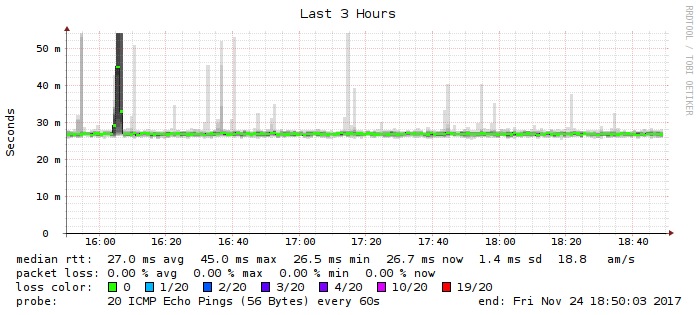 Last 3 Hours
RRDTOOL / TOBI OETIKER
Seconds
50 m
40 m
30 m
20 m
10 m
0
16:00 16:20 16:40 17:00 17:20 17:40 18:00 18:20 18:40
median rtt: 27.0 ms avg 45.0 ms max 26.5 ms min 26.7 ms now 1.4 ms sd 18.8 am/s
packet loss: 0.00 % avg 0.00 % max 0.00 % min 0.00 % now
loss color: 0 1/20 2/20 3/20 4/20 10/20 19/20
probe: 20 ICMP Echo Pings (56 Bytes) every 60s end: Fri Nov 24 18:50:03 2017